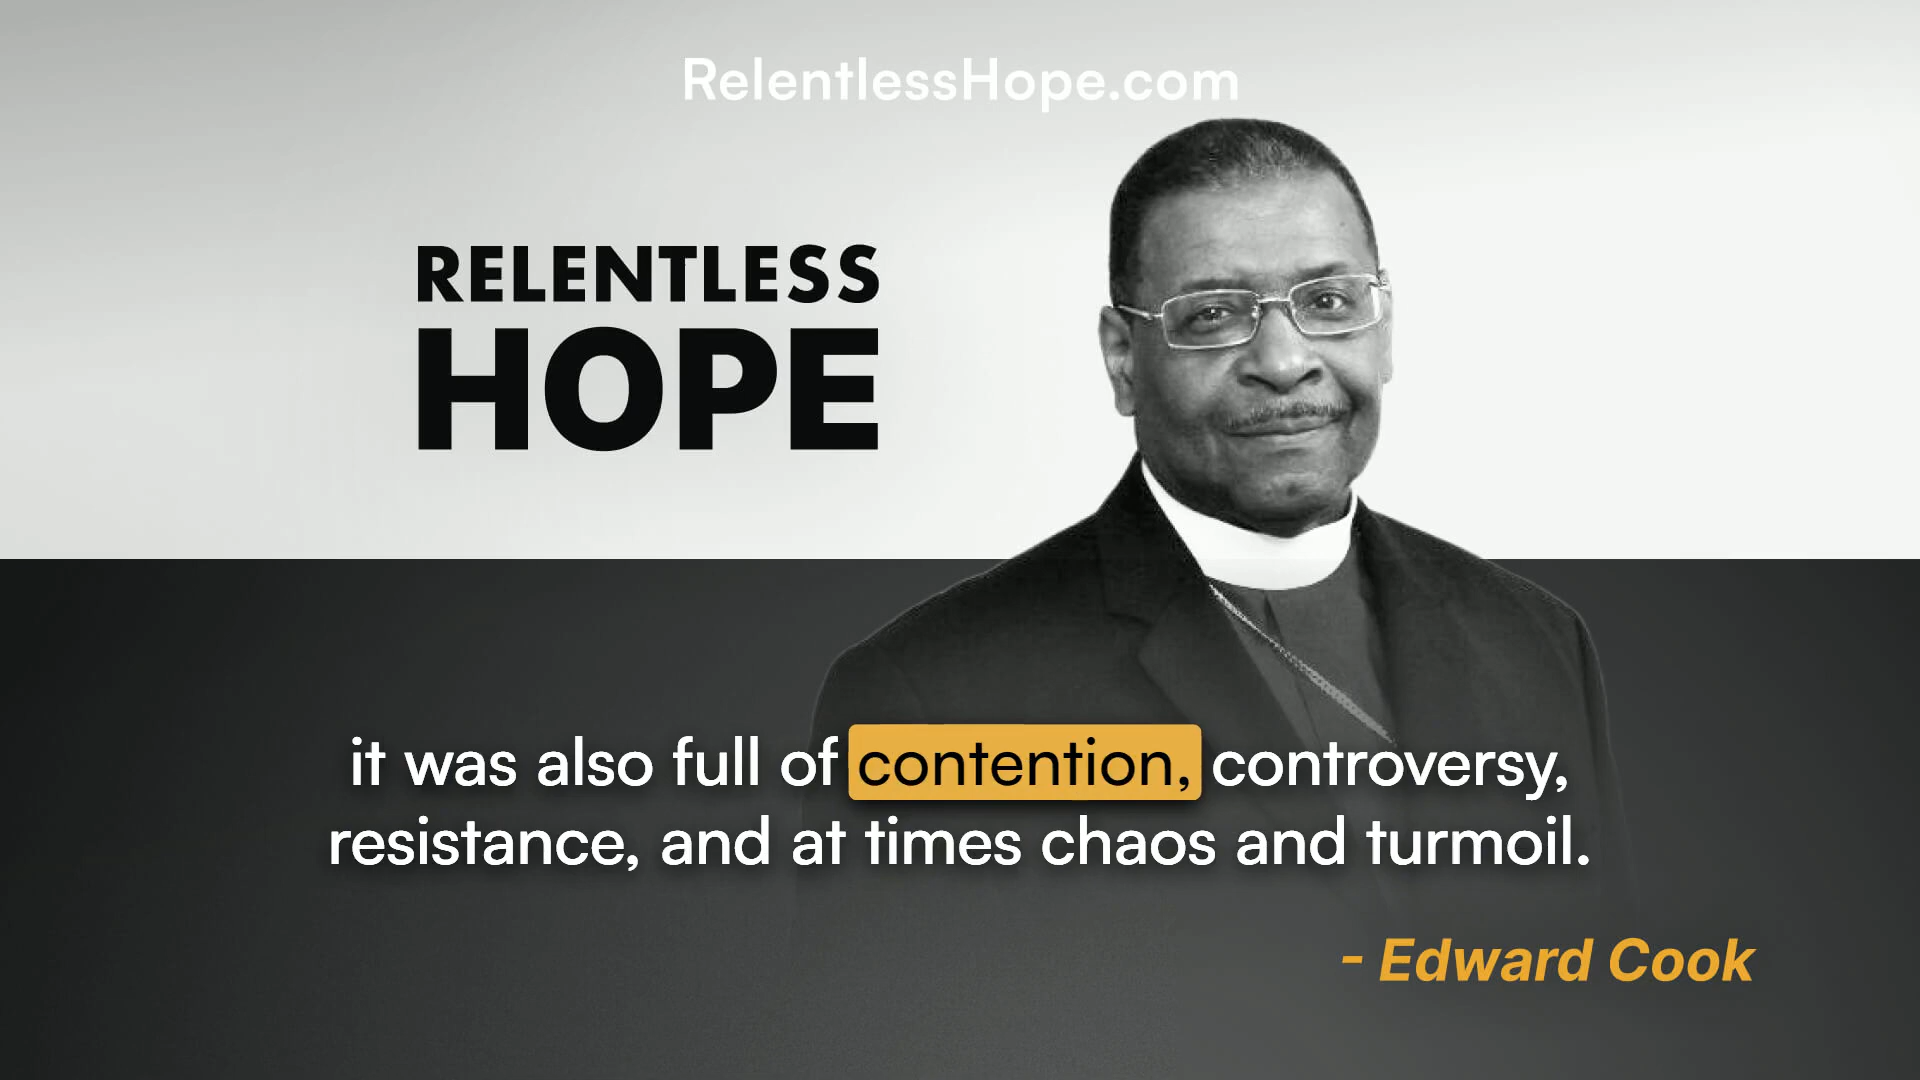 RelentlessHope.com
RELENTLESS
HOPE
it was also full of contention, controversy,
resistance, and at times chaos and turmoil.
- Edward Cook